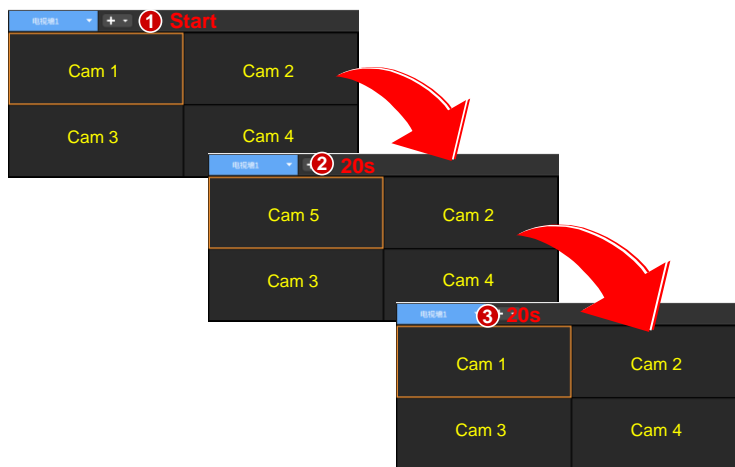 电视墙1 + 1 Start
Cam 1 Cam 2
Cam 3 Cam 4
电视墙1 2 20s
Cam 5 Cam 2
Cam 3 Cam 4
电视墙1 3 20s
Cam 1 Cam 2
Cam 3 Cam 4